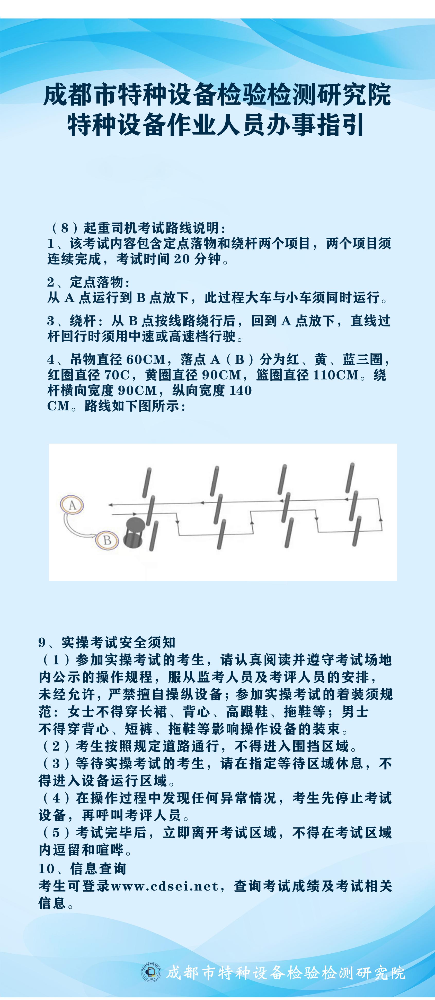 成都市特种设备检验检测研究院
特种设备作业人员办事指引
（8）起重司机考试路线说明：
1、该考试内容包含定点落物和绕杆两个项目，两个项目须
连续完成，考试时间 20 分钟。
2、定点落物：
从 A 点运行到 B 点放下，此过程大车与小车须同时运行。
3、绕杆：从 B 点按线路绕行后，回到 A 点放下，直线过
杆回行时须用中速或高速档行驶。
4、吊物直径 60CM，落点 A（B）分为红、黄、蓝三圈，
红圈直径 70C，黄圈直径 90CM，篮圈直径 110CM。绕
杆横向宽度 90CM，纵向宽度 140
CM。路线如下图所示：
A
B
9、实操考试安全须知
（1）参加实操考试的考生，请认真阅读并遵守考试场地
内公示的操作规程，服从监考人员及考评人员的安排，
未经允许，严禁擅自操纵设备；参加实操考试的着装须规
范：女士不得穿长裙、背心、高跟鞋、拖鞋等；男士
不得穿背心、短裤、拖鞋等影响操作设备的装束。
（2）考生按照规定道路通行，不得进入围挡区域。
（3）等待实操考试的考生，请在指定等待区域休息，不
得进入设备运行区域。
（4）在操作过程中发现任何异常情况，考生先停止考试
设备，再呼叫考评人员。
（5）考试完毕后，立即离开考试区域，不得在考试区域
内逗留和喧哗。
10、信息查询
考生可登录www.cdsei.net，查询考试成绩及考试相关
信息。
成都市特种设备检验检测研究院